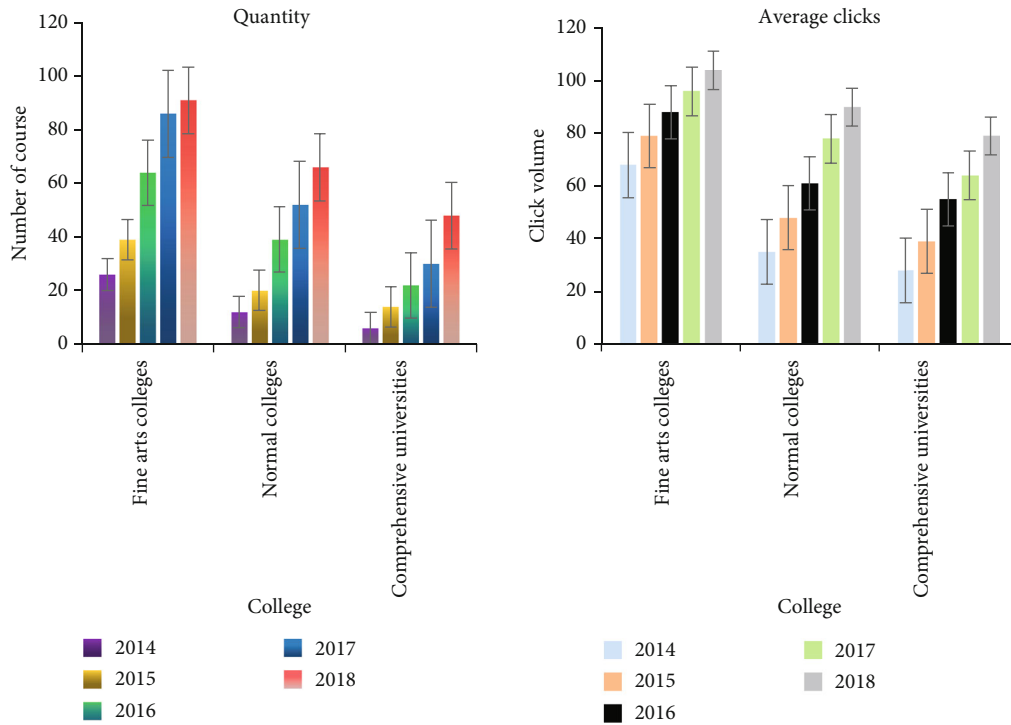 Quantity
Number of course
120
100
80
60
40
20
0
Fine arts colleges
Normal colleges
Comprehensive universities
College
2014
2015
2016
2017
2018
Average clicks
Click volume
120
100
80
60
40
20
0
Fine arts colleges
Normal colleges
Comprehensive universities
College
2014
2015
2016
2017
2018